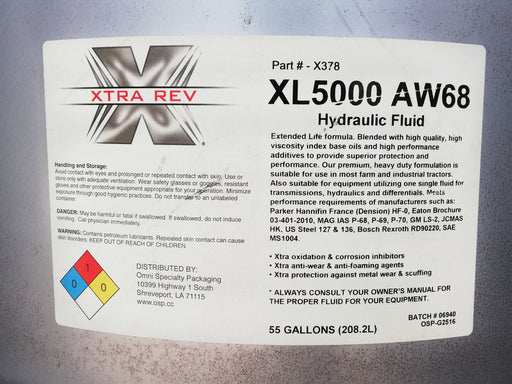 XTRA REV
X
®
Handling and Storage:
Avoid contact with eyes and prolonged or repeated contact with skin. Use or
store only with adequate ventilation. Wear safety glasses or goggles, resistant
gloves and other protective equipment appropriate for your operation. Minimize
exposure through good hygienic practices. Do not transfer to an unlabeled
container.
DANGER: May be harmful or fatal if swallowed. If swallowed, do not induce
vomiting. Call physician immediately.
WARNING: Contains petroleum lubricants. Repeated skin contact can cause
skin disorders. KEEP OUT OF REACH OF CHILDREN.
1
0
0
DISTRIBUTED BY:
Omni Specialty Packaging
10399 Highway 1 South
Shreveport, LA 71115
www.osp.cc
Part # - X378
XL5000 AW68
Hydraulic Fluid
Extended Life formula. Blended with high quality, high
viscosity index base oils and high performance
additives to provide superior protection and
performance. Our premium, heavy duty formulation is
suitable for use in most farm and industrial tractors.
Also suitable for equipment utilizing one single fluid for
transmissions, hydraulics and differentials. Meets
performance requirements of manufacturers such as:
Parker Hannifin France (Denison) HF-0, Eaton Brochure
03-401-2010, MAG IAS P-68, P-69, P-70, GM LS-2, JCMAS
HK, US Steel 127 & 136, Bosch Rexroth RD90220, SAE
MS1004.
• Xtra oxidation & corrosion inhibitors
• Xtra anti-wear & anti-foaming agents
• Xtra protection against metal wear & scuffing
* ALWAYS CONSULT YOUR OWNER'S MANUAL FOR
THE PROPER FLUID FOR YOUR EQUIPMENT.
BATCH # 06940
OSP-G2516
55 GALLONS (208.2L)